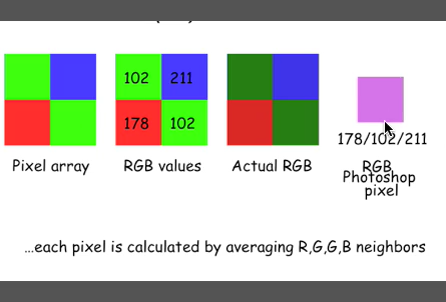 102 211
178 102
178/102/211
Pixel array RGB values Actual RGB RGB
Photoshop
pixel
...each pixel is calculated by averaging R,G,G,B neighbors